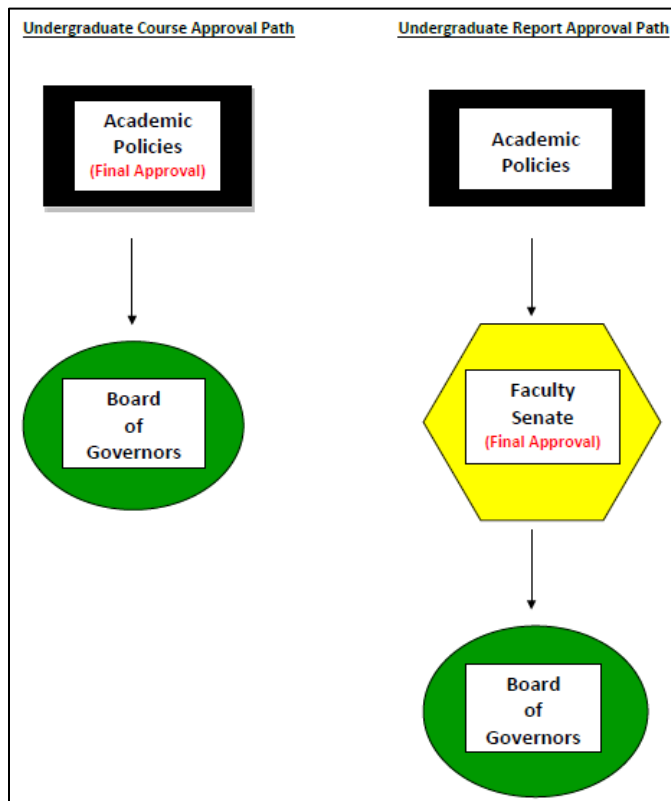 Undergraduate Course Approval Path
Academic
Policies
(Final Approval)
Board
of
Governors
Undergraduate Report Approval Path
Academic
Policies
Faculty
Senate
(Final Approval)
Board
of
Governors